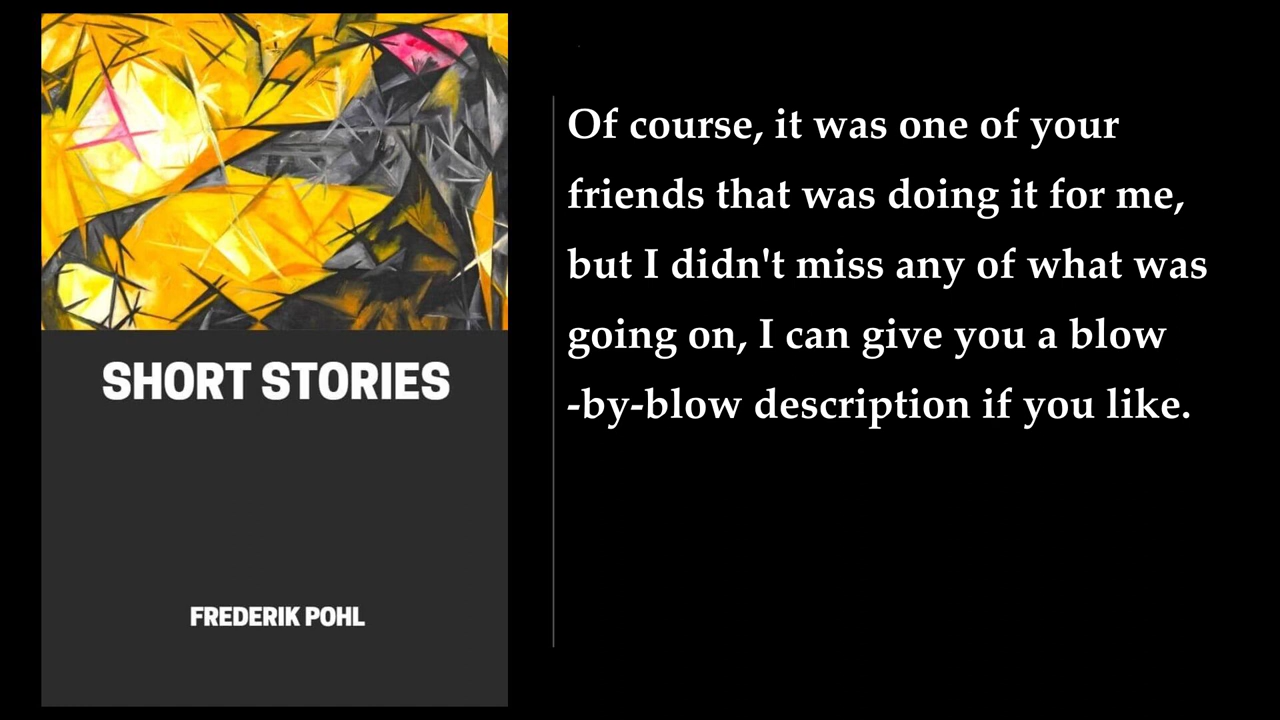 SHORT STORIES
FREDERIK POHL
Of course, it was one of your
friends that was doing it for me,
but I didn't miss any of what was
going on, I can give you a blow
-by-blow description if you like.